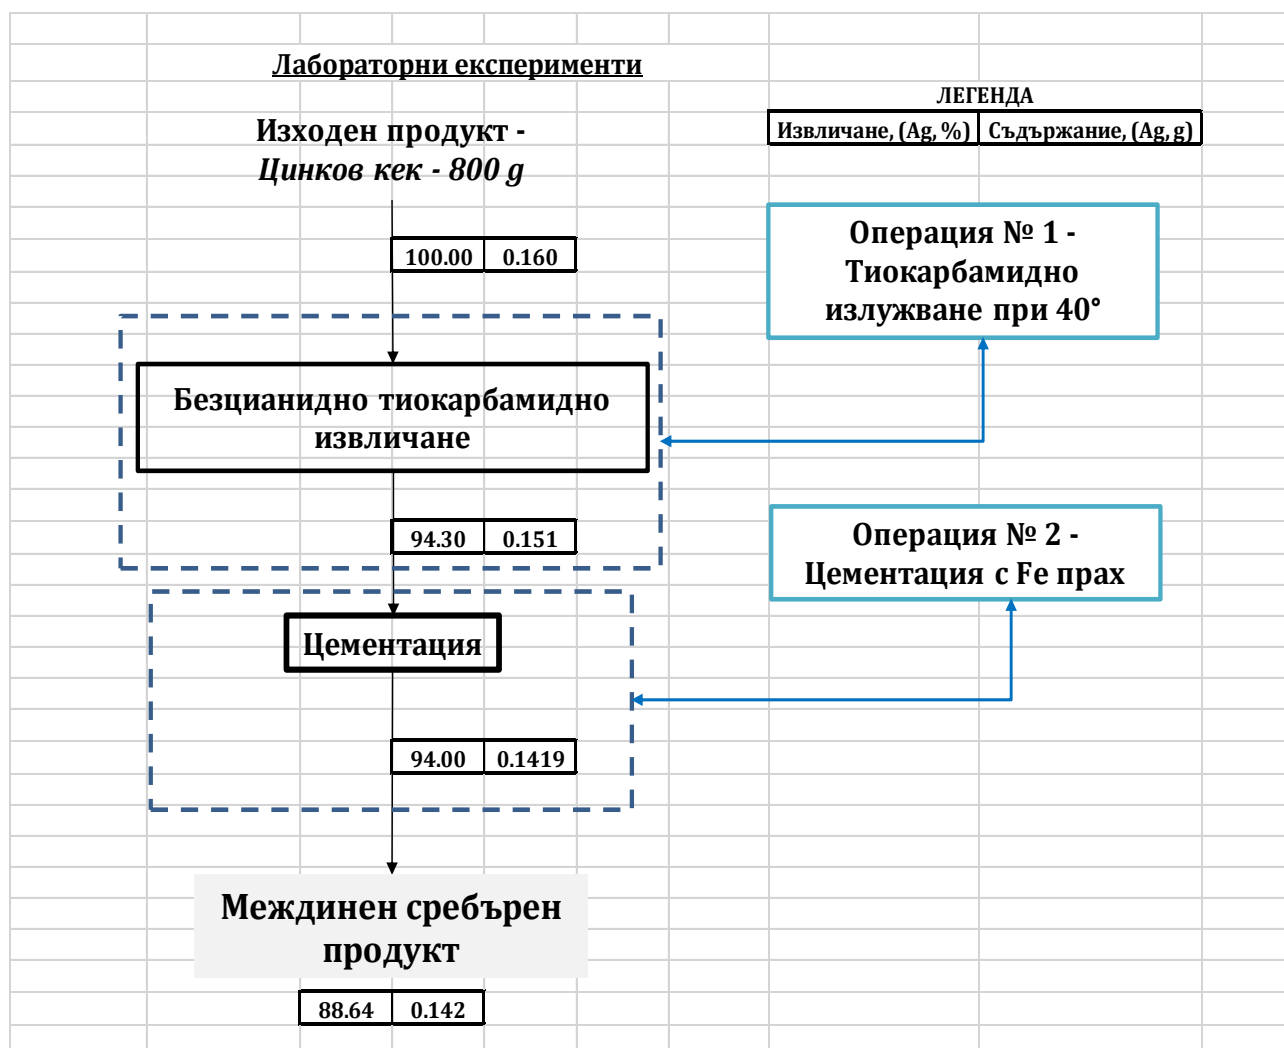 Лабораторни експерименти
ЛЕГЕНДА
Извличане, (Ag, %) Съдържание, (Ag, g)
Изходен продукт -
Цинков кек - 800 g
100.00 0.160
Операция № 1 -
Тиокарбамидно
излужване при 40°
Безцианидно тиокарбамидно
извличане
94.30 0.151
Операция № 2 -
Цементация с Fe прах
Цементация
94.00 0.1419
Междинен сребърен
продукт
88.64 0.142